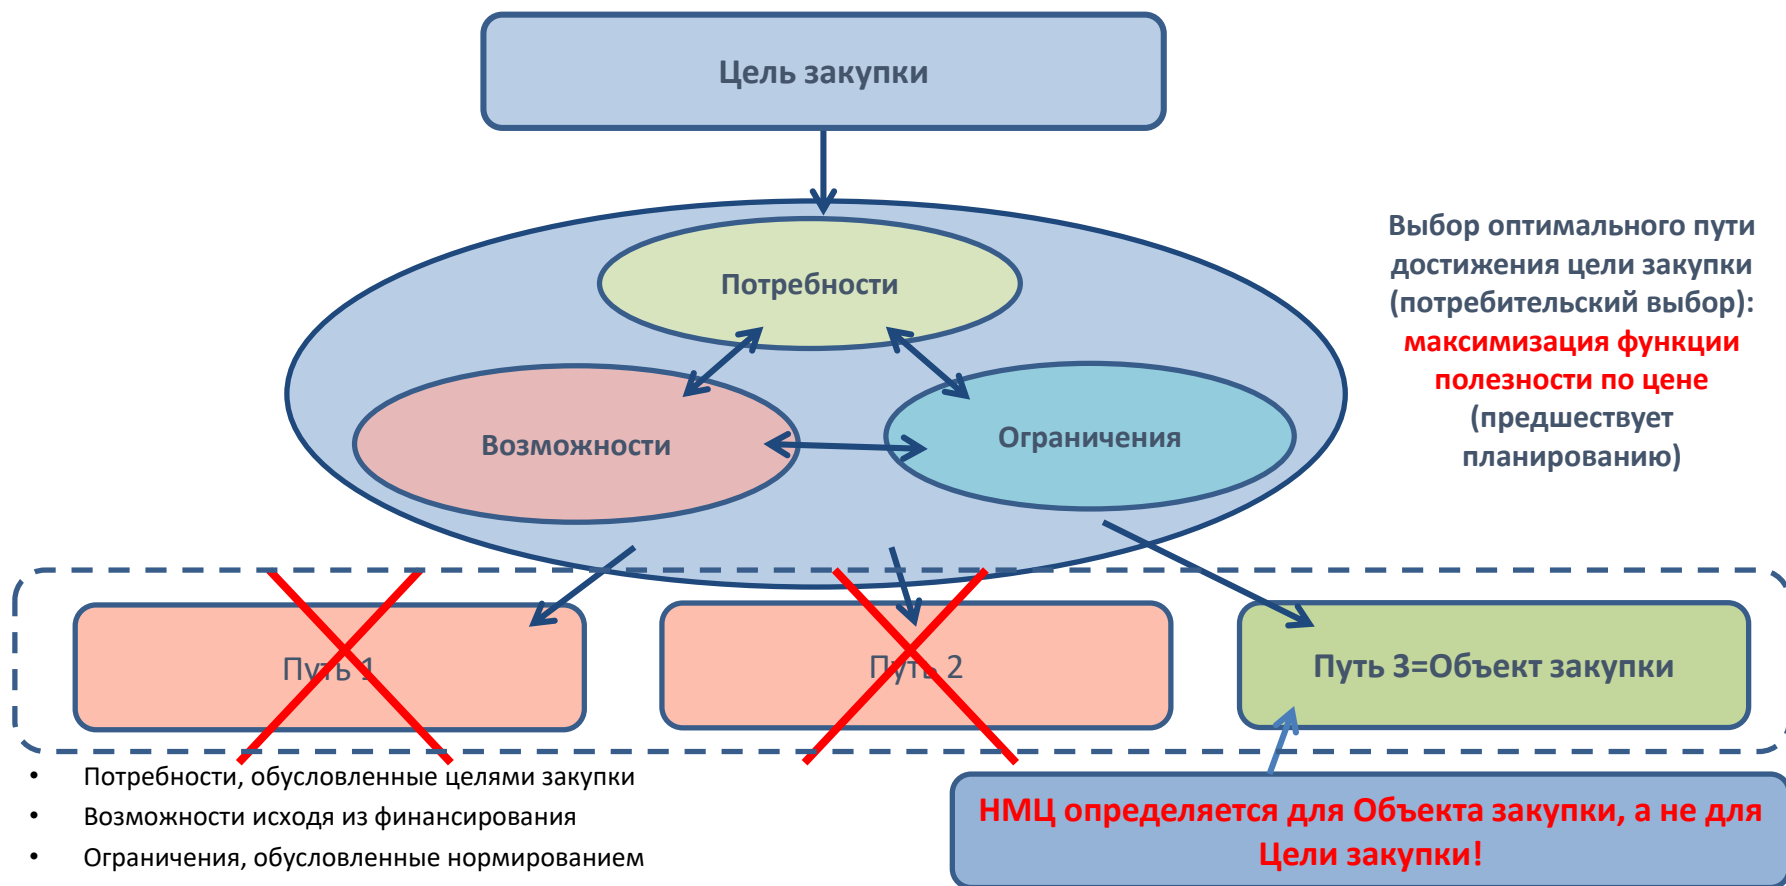 Цель закупки
Потребности
Возможности
Ограничения
Выбор оптимального пути
достижения цели закупки
(потребительский выбор):
максимизация функции
полезности по цене
(предшествует
планированию)
Путь 1
Путь 2
Путь 3=Объект закупки
• Потребности, обусловленные целями закупки
• Возможности исходя из финансирования
• Ограничения, обусловленные нормированием
НМЦ определяется для Объекта закупки, а не для
Цели закупки!